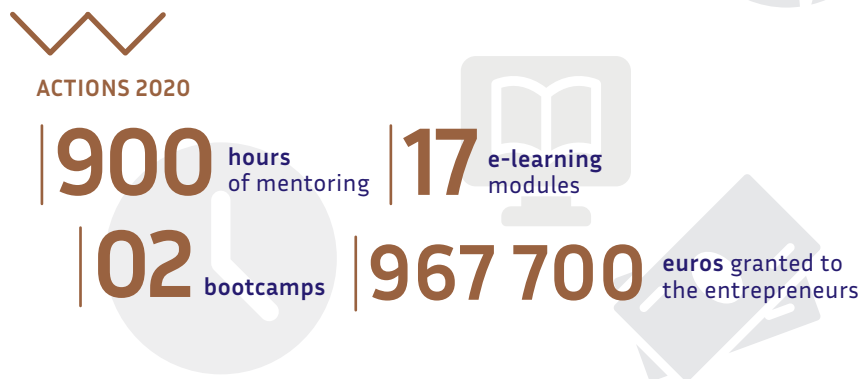 ACTIONS 2020
900 hours
of mentoring
17 e-learning
modules
02 bootcamps
967 700 euros granted to
the entrepreneurs